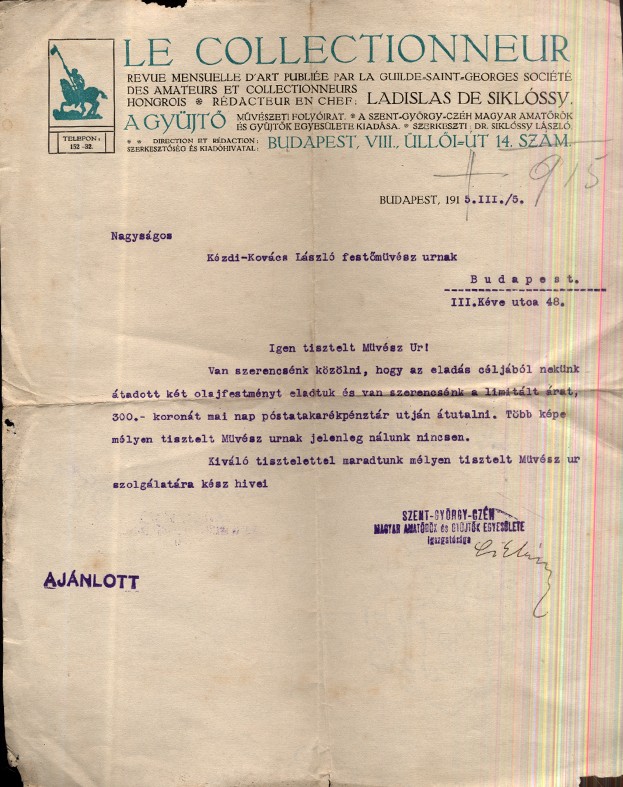 LE COLLECTIONNEUR
REVUE MENSUELLE D'ART PUBLIÉE PAR LA GUILDE-SAINT-GEORGES SOCIÉTÉ
DES AMATEURS ET COLLECTIONNEURS
HONGROIS * RÉDACTEUR EN CHEF: LADISLAS DE SIKLÓSSY.
A GYÜJTŐ MŰVÉSZETI FOLYÓIRAT. * A SZENT-GYÖRGY-CZÉH MAGYAR AMATŐRÖK
ÉS GYŰJTŐK EGYESÜLETE KIADÁSA. * SZERKESZTI: DR. SIKLÓSSY LÁSZLÓ.
TELEFON:
152-32.
* * DIRECTION ET RÉDACTION:
SZERKESZTŐSÉG ÉS KIADÓHIVATAL: BUDAPEST, VIII., ÜLLŐI-ÚT 14. SZÁM.
915
BUDAPEST, 1915.III./5.
Nagyságos
Kézdi-Kovács László festőmüvész urnak
Budapest.
III.Kéve utca 48.
Igen tisztelt Müvész Ur!
Van szerencsénk közölni, hogy az eladás céljából nekünk
átadott két olajfestményt eladtuk és van szerencsénk a limitált árat,
300.- koronát mai nap póstatakarékpénztár utján átutalni. Több képe
mélyen tisztelt Müvész urnak jelenleg nálunk nincsen.
Kiváló tisztelettel maradtunk mélyen tisztelt Müvész ur
szolgálatára kész hivei
SZENT-GYÖRGY-CZÉH
MAGYAR AMATŐRÖK és GYŰJTŐK EGYESÜLETE
Igazgatósága
AJÁNLOTT